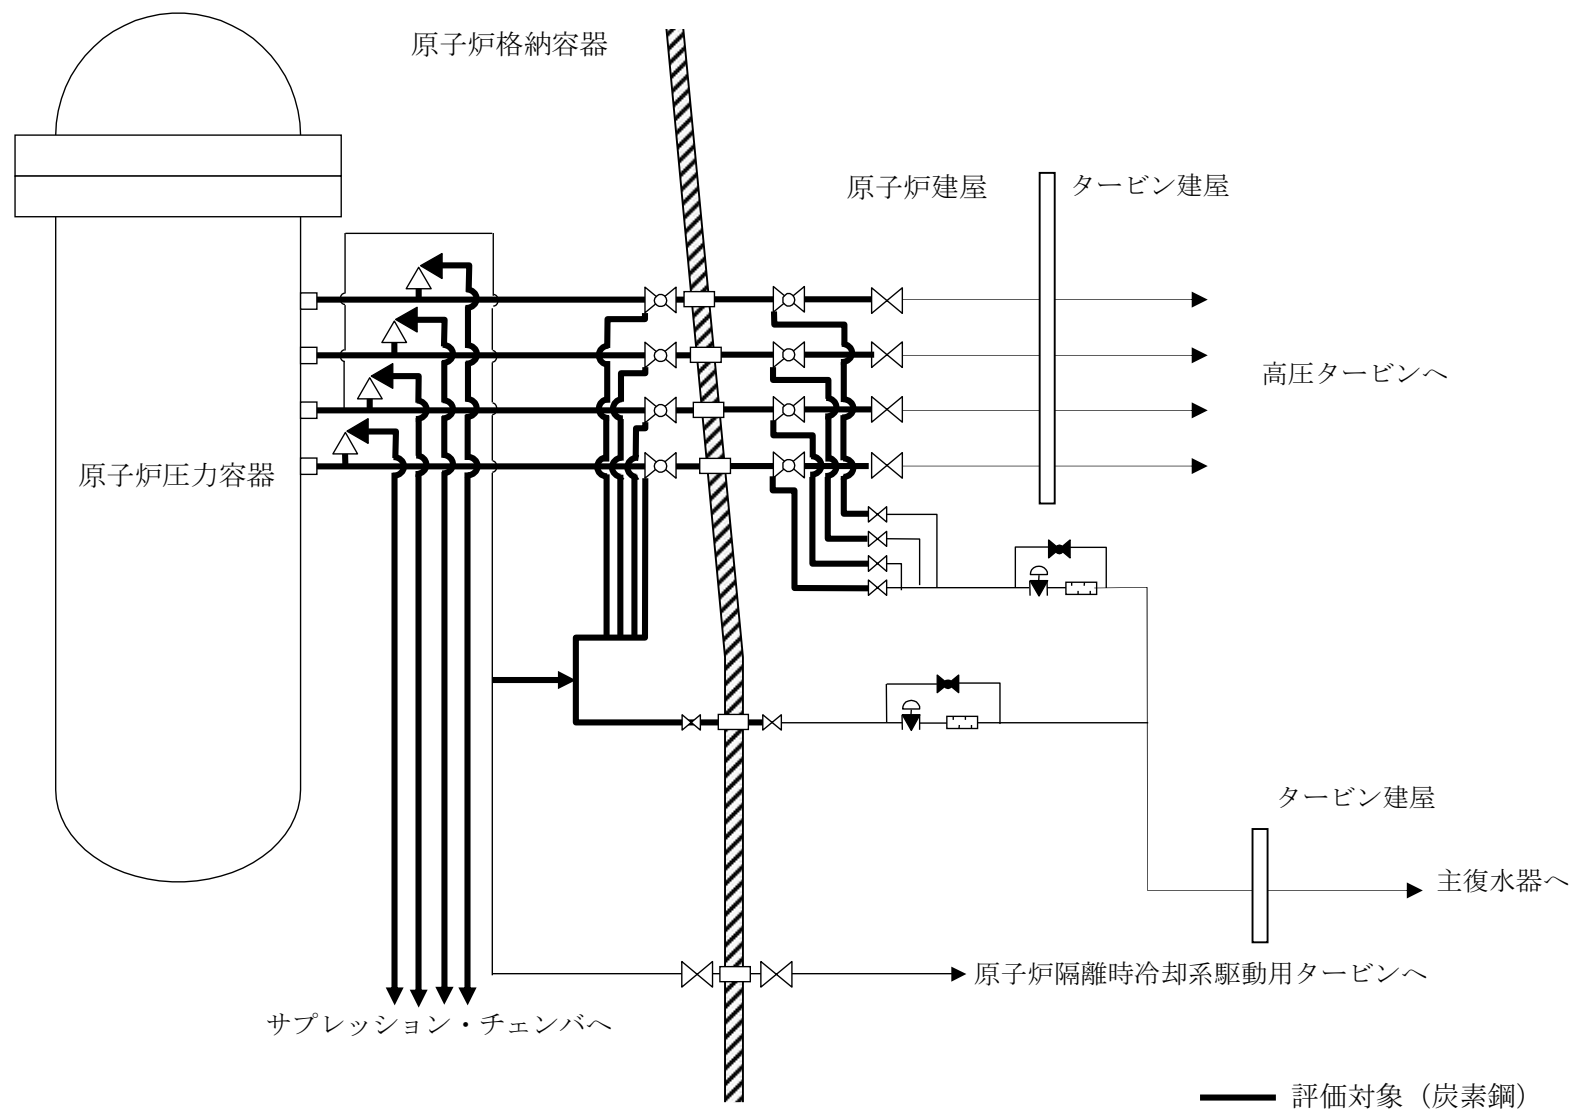 原子炉格納容器
原子炉建屋
タービン建屋
高圧タービンへ
原子炉圧力容器
タービン建屋
主復水器へ
原子炉隔離時冷却系駆動用タービンへ
サプレッション・チェンバへ
評価対象（炭素鋼）